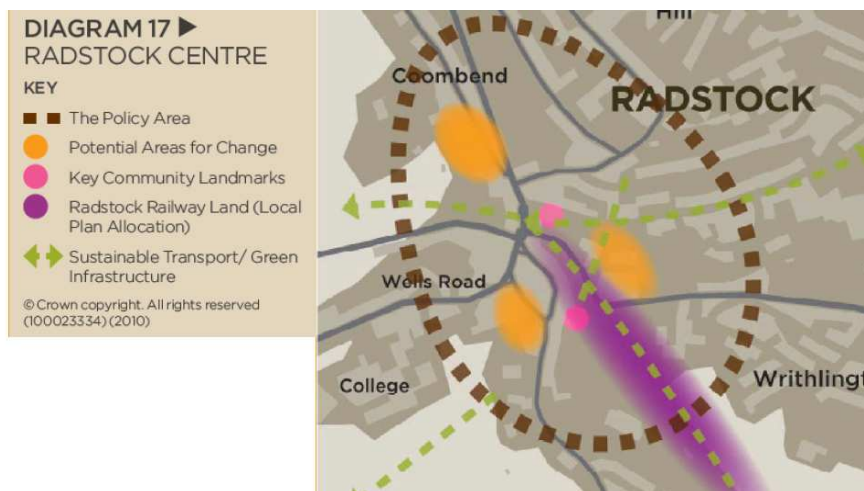 DIAGRAM 17 ▶
RADSTOCK CENTRE
KEY
The Policy Area
Potential Areas for Change
Key Community Landmarks
Radstock Railway Land (Local
Plan Allocation)
Sustainable Transport/ Green
Infrastructure
© Crown copyright. All rights reserved
(100023334) (2010)
Hill
Coombend
RADSTOCK
Wells Road
College
Writhlingt